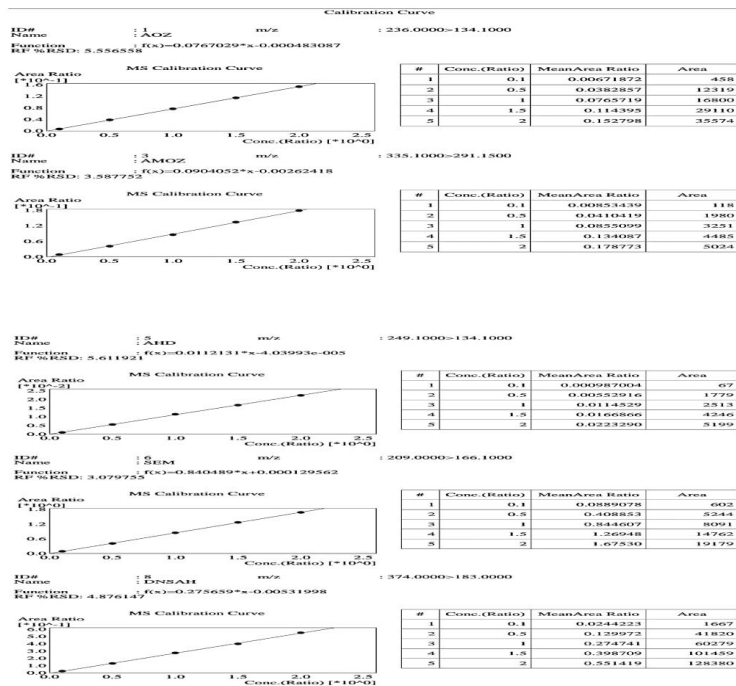 Calibration Curve
ID# : 1 m/z : 236.0000>134.1000
Name : AOZ
Function : f(x)=0.0767029*x-0.000483087
RF %RSD: 5.556558
MS Calibration Curve
Area Ratio
[*10^-1]
1.6
1.2
0.8
0.4
0.0
0.0 0.5 1.0 1.5 2.0 2.5
Conc.(Ratio) [*10^0]
# Conc.(Ratio) MeanArea Ratio Area
1 0.1 0.00671872 458
2 0.5 0.0382857 12319
3 1 0.0765719 16800
4 1.5 0.114395 29110
5 2 0.152798 35574
ID# : 3 m/z : 335.1000>291.1500
Name : AMOZ
Function : f(x)=0.0904052*x-0.00262418
RF %RSD: 3.587752
MS Calibration Curve
Area Ratio
[*10^-1]
1.8
1.2
0.6
0.0
0.0 0.5 1.0 1.5 2.0 2.5
Conc.(Ratio) [*10^0]
# Conc.(Ratio) MeanArea Ratio Area
1 0.1 0.00853439 118
2 0.5 0.0410419 1980
3 1 0.0855099 3251
4 1.5 0.134087 4485
5 2 0.178773 5024
ID# : 5 m/z : 249.1000>134.1000
Name : AHD
Function : f(x)=0.0112131*x-4.03993e-005
RF %RSD: 5.611921
MS Calibration Curve
Area Ratio
[*10^-2]
2.5
2.0
1.5
1.0
0.5
0.0
0.0 0.5 1.0 1.5 2.0 2.5
Conc.(Ratio) [*10^0]
# Conc.(Ratio) MeanArea Ratio Area
1 0.1 0.000987004 67
2 0.5 0.00552916 1779
3 1 0.0114529 2513
4 1.5 0.0166866 4246
5 2 0.0223290 5199
ID# : 6 m/z : 209.0000>166.1000
Name : SEM
Function : f(x)=0.840489*x+0.000129562
RF %RSD: 3.079755
MS Calibration Curve
Area Ratio
[*10^0]
1.8
1.2
0.6
0.0
0.0 0.5 1.0 1.5 2.0 2.5
Conc.(Ratio) [*10^0]
# Conc.(Ratio) MeanArea Ratio Area
1 0.1 0.0889078 602
2 0.5 0.408853 5244
3 1 0.844607 8091
4 1.5 1.26948 14762
5 2 1.67530 19179
ID# : 8 m/z : 374.0000>183.0000
Name : DNSAH
Function : f(x)=0.275659*x-0.00531998
RF %RSD: 4.876147
MS Calibration Curve
Area Ratio
[*10^-1]
6.0
5.0
4.0
3.0
2.0
1.0
0.0
0.0 0.5 1.0 1.5 2.0 2.5
Conc.(Ratio) [*10^0]
# Conc.(Ratio) MeanArea Ratio Area
1 0.1 0.0244223 1667
2 0.5 0.129972 41820
3 1 0.274741 60279
4 1.5 0.398709 101459
5 2 0.551419 128380